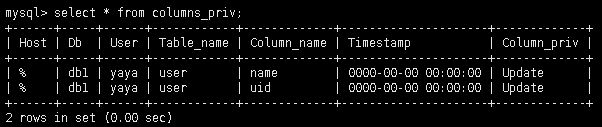 mysql> select * from columns_priv;
+------+-----+------+------------+-------------+---------------------+-------------+
| Host | Db | User | Table_name | Column_name | Timestamp | Column_priv |
+------+-----+------+------------+-------------+---------------------+-------------+
| % | db1 | yaya | user | name | 0000-00-00 00:00:00 | Update |
| % | db1 | yaya | user | uid | 0000-00-00 00:00:00 | Update |
+------+-----+------+------------+-------------+---------------------+-------------+
2 rows in set (0.00 sec)